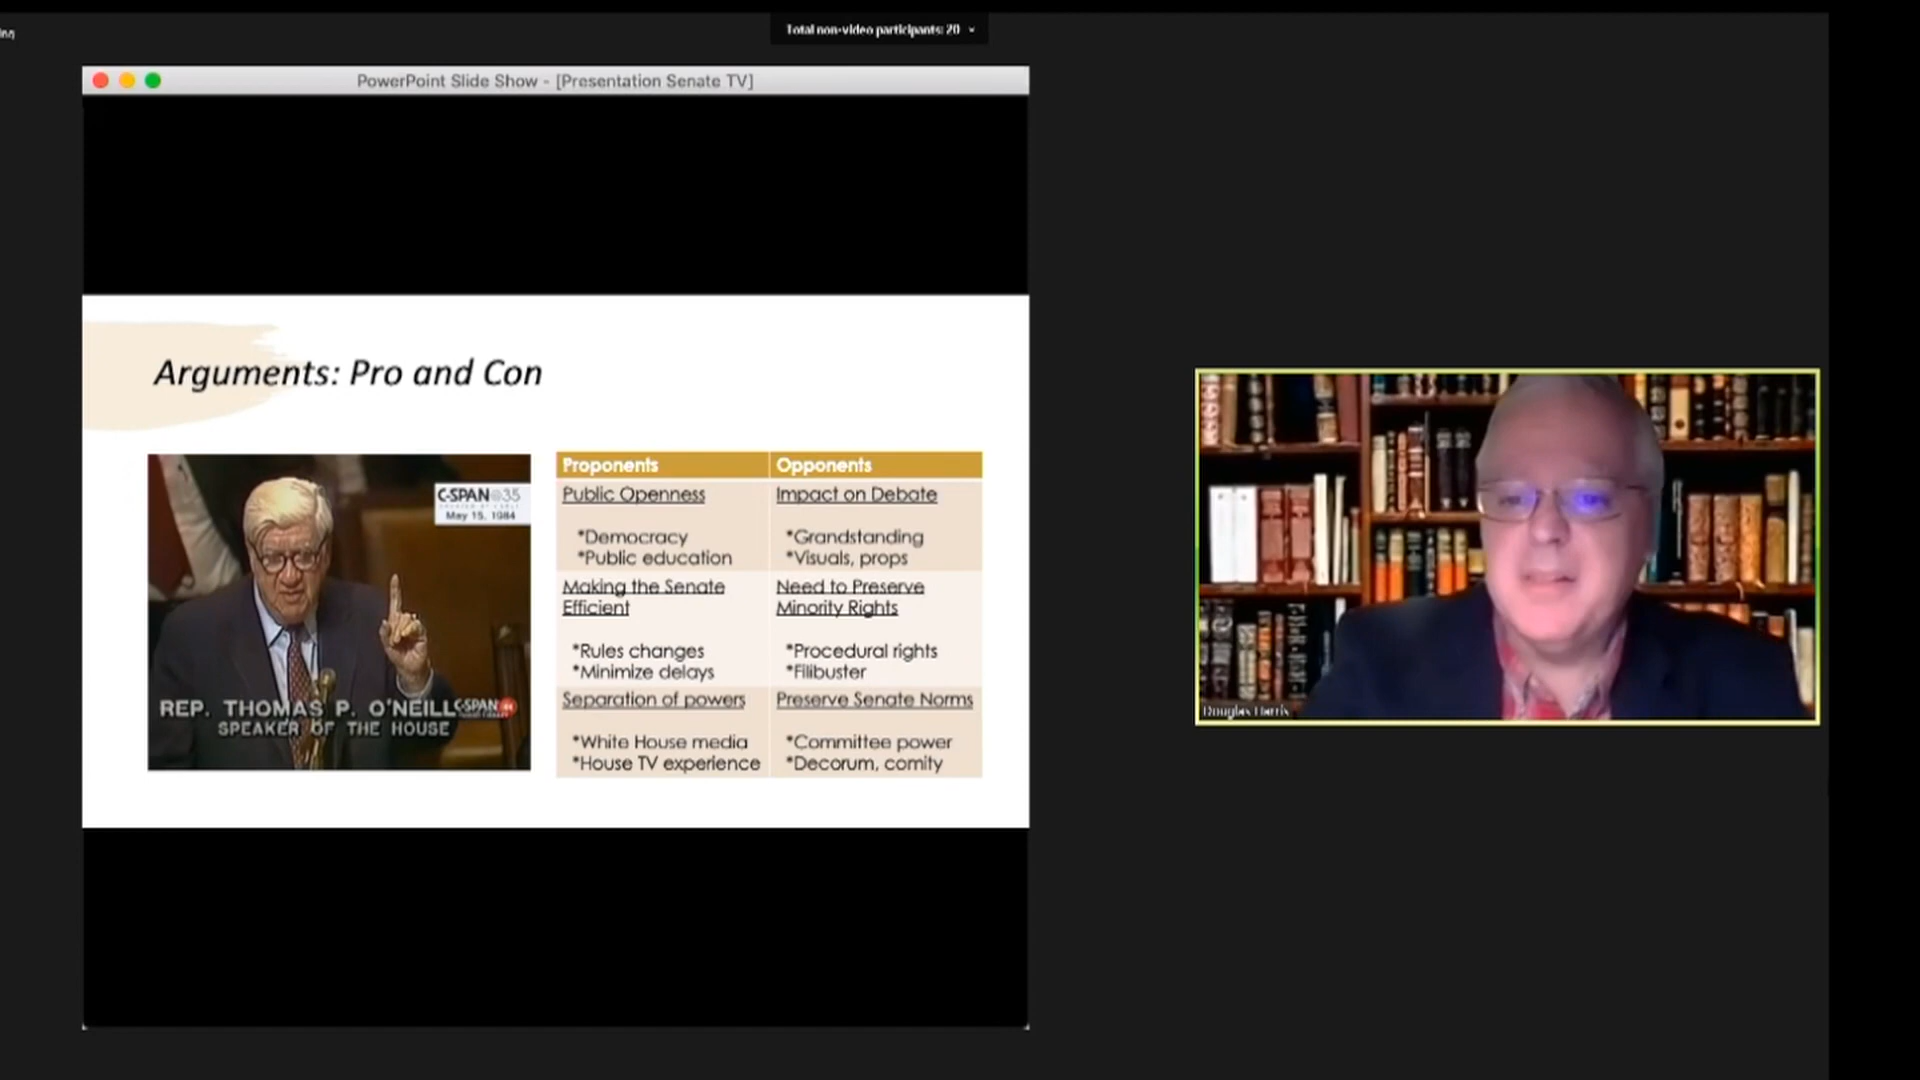 Total non-video participants: 20
PowerPoint Slide Show - [Presentation Senate TV]
Arguments: Pro and Con
C-SPAN@35
May 15, 1984
REP. THOMAS P. O'NEILL
C-SPAN
SPEAKER OF THE HOUSE
Proponents
Opponents
Public Openness
*Democracy
*Public education
Impact on Debate
*Grandstanding
*Visuals, props
Making the Senate
Efficient
*Rules changes
*Minimize delays
Need to Preserve
Minority Rights
*Procedural rights
*Filibuster
Separation of powers
*White House media
*House TV experience
Preserve Senate Norms
*Committee power
*Decorum, comity
Douglas Harris